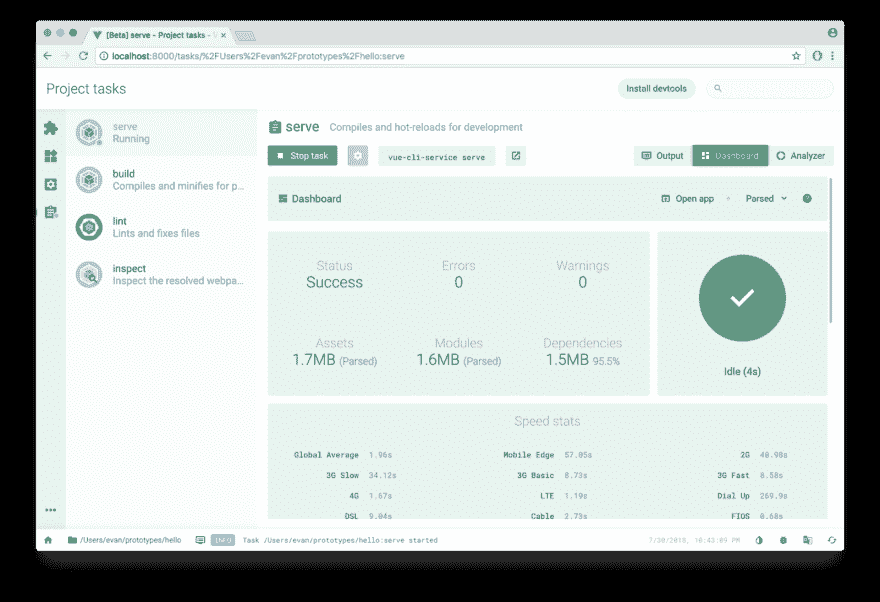 [Beta] serve - Project tasks -
localhost:8000/tasks/%2FUsers%2Fevan%2Fprototypes%2Fhello:serve
Project tasks
Install devtools
serve
Running
build
Compiles and minifies for p...
lint
Lints and fixes files
inspect
Inspect the resolved webpa...
serve Compiles and hot-reloads for development
Stop task vue-cli-service serve Output Dashboard Analyzer
Dashboard Open app Parsed
Status Errors Warnings
Success 0 0
Assets Modules Dependencies
1.7MB (Parsed) 1.6MB (Parsed) 1.5MB 95.5%
Idle (4s)
Speed stats
Global Average 1.96s Mobile Edge 57.05s 2G 40.98s
3G Slow 34.12s 3G Basic 8.73s 3G Fast 8.58s
4G 1.67s LTE 1.19s Dial Up 269.9s
DSL 9.04s Cable 2.73s FIOS 0.68s
/Users/evan/prototypes/hello INFO Task /Users/evan/prototypes/hello:serve started 7/30/2018, 10:43:09 PM